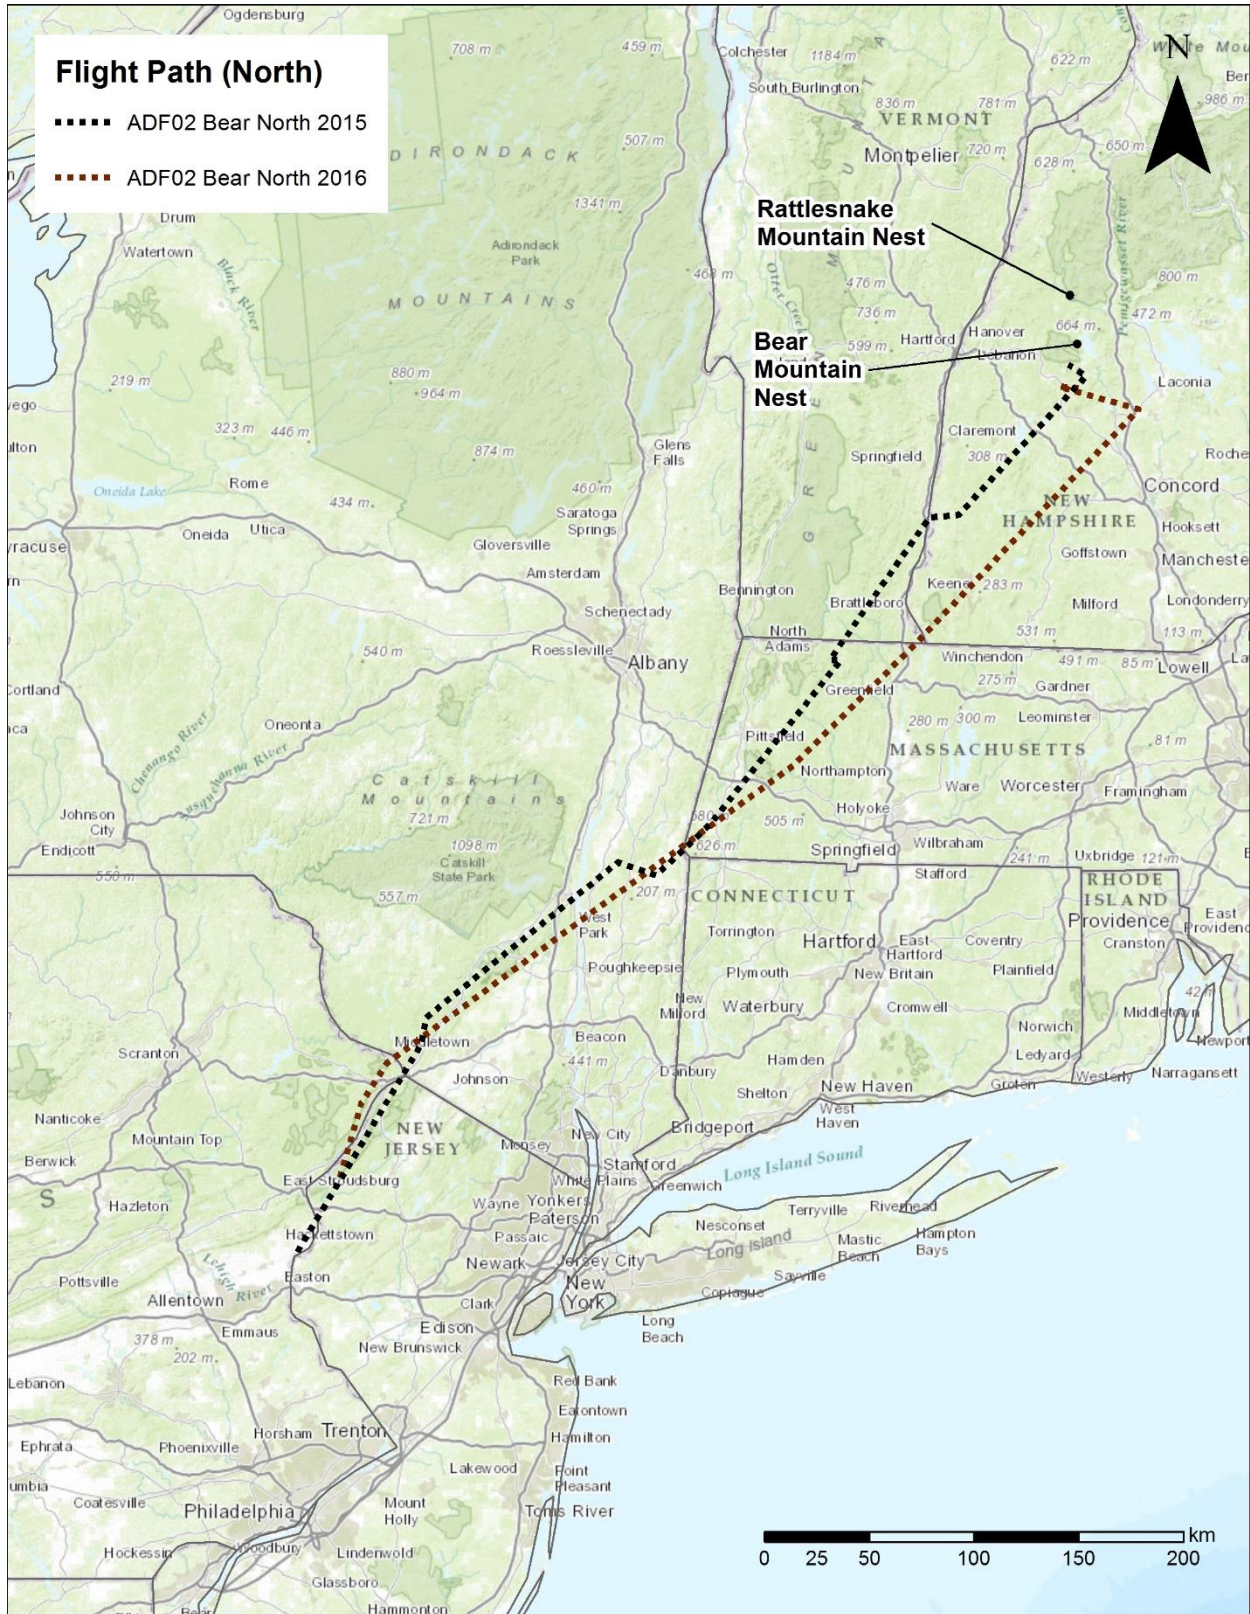 Ogdensburg
Flight Path (North)
ADF02 Bear North 2015
ADF02 Bear North 2016
708 m
459 m
Colchester
1184 m
South Burlington
622 m
N
986 m
836 m
781 m
VERMONT
Montpelier
720 m
628 m
650 m
507 m
DIRONDACK
1341 m
Drum
Watertown
Black River
Adirondack
Park
MOUNTAINS
468 m
Otter Creek
Rattlesnake
Mountain Nest
476 m
736 m
599 m
Hartford
Hanover
Lebanon
664 m
472 m
800 m
Pemigewasset River
Bear
Mountain
Nest
Laconia
219 m
880 m
964 m
323 m
446 m
874 m
Glens
Falls
Claremont
308 m
Springfield
GREEN
Oneida Lake
Rome
434 m
460 m
Saratoga
Springs
Concord
NEW
HAMPSHIRE
Hooksett
Oneida
Utica
Gloversville
Goffstown
Amsterdam
Bennington
Keene
283 m
Brattleboro
Milford
Londonderry
Schenectady
North
Adams
531 m
113 m
540 m
Roessleville
Albany
Winchendon
491 m
85 m
Lowell
275 m
Gardner
Greenfield
Oneonta
Chenango River
Susquehanna River
280 m
300 m
Leominster
Pittsfield
MASSACHUSETTS
81 m
Northampton
Catskill
Mountains
Ware
Worcester
Framingham
Holyoke
505 m
Johnson
City
Endicott
721 m
1098 m
Catskill
State Park
626 m
Springfield
Wilbraham
241 m
Uxbridge
121 m
Stafford
550 m
557 m
207 m
CONNECTICUT
RHODE
ISLAND
Providence
West
Park
Torrington
Hartford
East
Hartford
Coventry
Cranston
East
Poughkeepsie
Plymouth
New Britain
Plainfield
New
Milford
Waterbury
Cromwell
42 m
Middletown
Norwich
Middletown
Beacon
Scranton
441 m
Hamden
Ledyard
Johnson
Danbury
Shelton
New Haven
Groton
Westerly
Narragansett
Nanticoke
West
Haven
Mountain Top
NEW
JERSEY
Monsey
New City
Bridgeport
Berwick
Stamford
Long Island Sound
East Stroudsburg
White Plains
Greenwich
S
Hazleton
Wayne
Yonkers
Paterson
Terryville
Riverhead
Nesconset
Hackettstown
Passaic
Long Island
Mastic
Beach
Hampton
Bays
Newark
Jersey City
Lehigh River
Pottsville
Easton
New
York
Sayville
Copiague
Allentown
Clark
Emmaus
Edison
Long
Beach
378 m
202 m
New Brunswick
Lebanon
Red Bank
Eatontown
Ephrata
Phoenixville
Horsham
Trenton
Hamilton
Lakewood
Point
Pleasant
Coatesville
Philadelphia
Mount
Holly
Toms River
Hockessin
Woodbury
Lindenwold
km
0 25 50 100 150 200
Glassboro
Hammonton